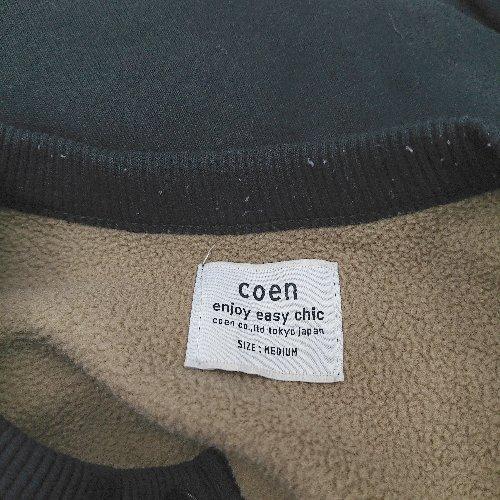 coen
enjoy easy chic
coen co.,ltd tokyo japan
SIZE : MEDIUM